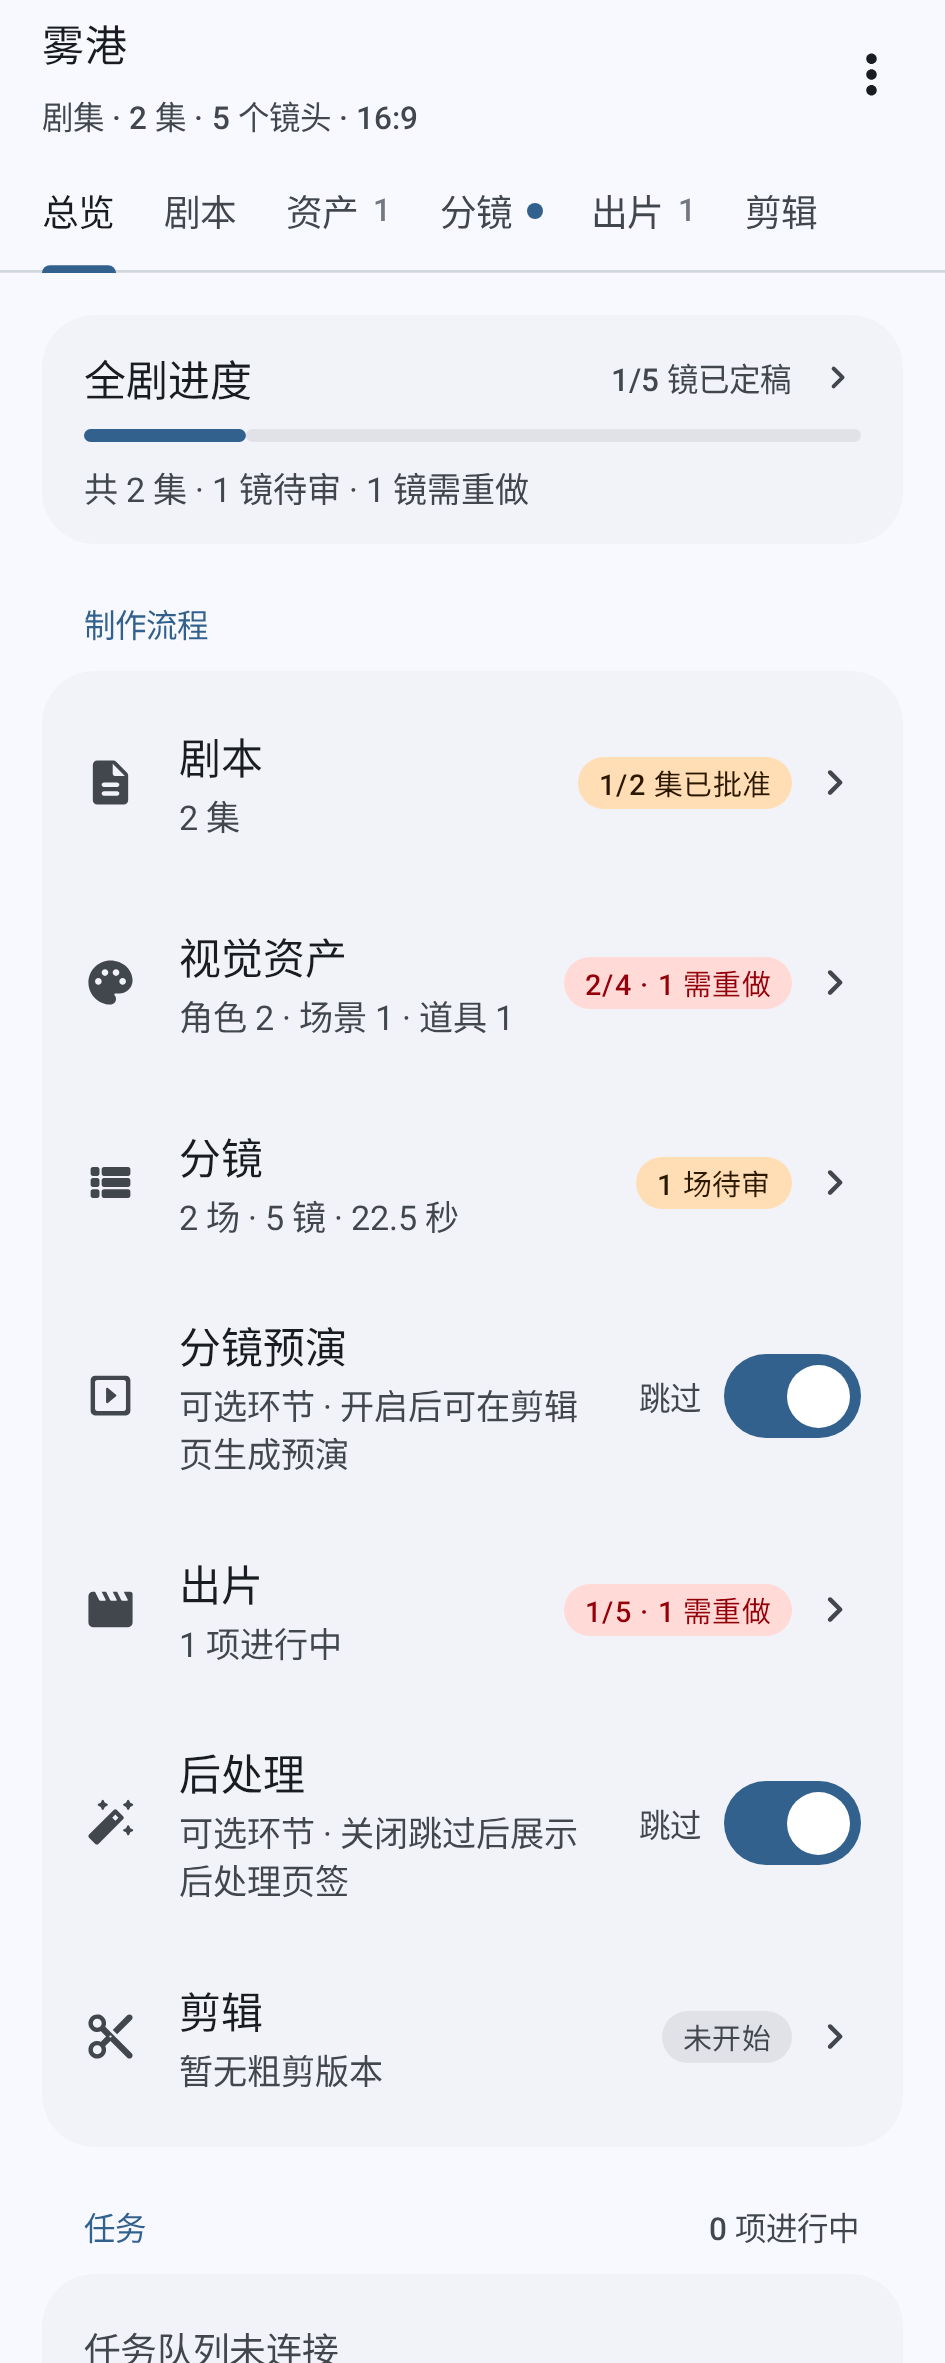 雾港
剧集 · 2 集 · 5 个镜头 · 16:9
总览 剧本 资产 1 分镜 出片 1 剪辑
全剧进度 1/5 镜已定稿
共 2 集 · 1 镜待审 · 1 镜需重做
制作流程
剧本
1/2 集已批准
2 集
视觉资产
2/4 · 1 需重做
角色 2 · 场景 1 · 道具 1
分镜
1 场待审
2 场 · 5 镜 · 22.5 秒
分镜预演
可选环节 · 开启后可在剪辑
页生成预演
跳过
出片
1/5 · 1 需重做
1 项进行中
后处理
可选环节 · 关闭跳过后展示
后处理页签
跳过
剪辑
未开始
暂无粗剪版本
任务 0 项进行中
任务队列未连接